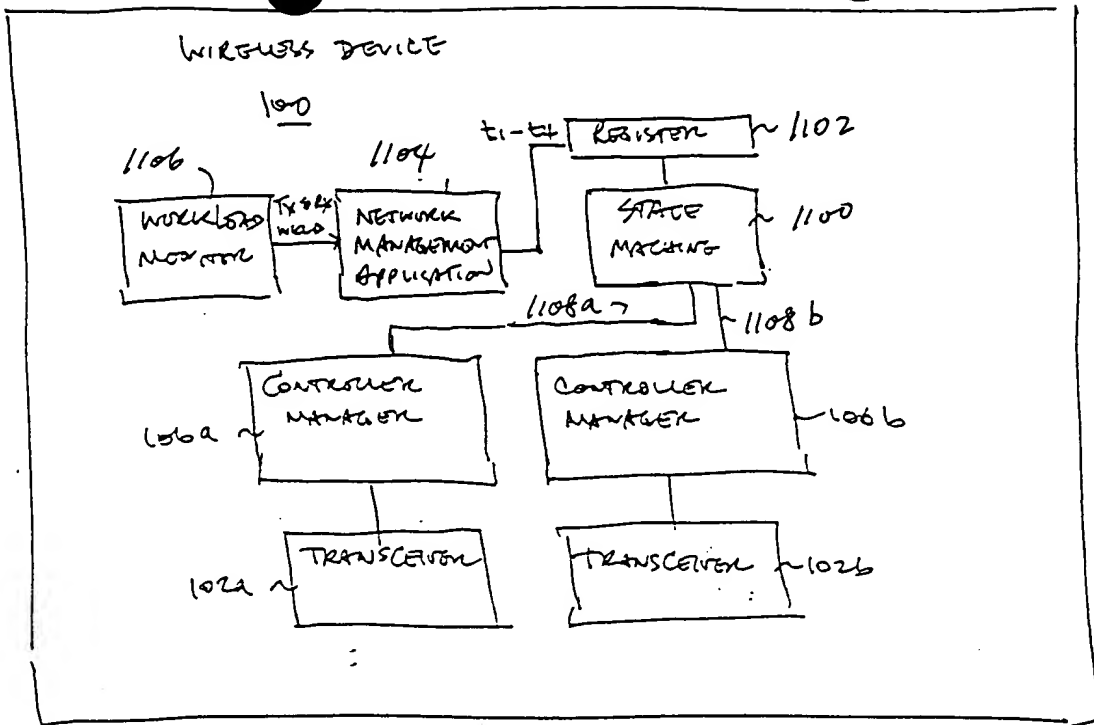 WIRELESS DEVICE
100
1106
1104
t1-t4
REGISTER
1102
WORKLOAD
MONITOR
TX & RX
WKLD
NETWORK
MANAGEMENT
APPLICATION
STATE
MACHINE
1100
1108a
1108b
CONTROLLER
MANAGER
106a
CONTROLLER
MANAGER
106b
TRANSCEIVER
102a
TRANSCEIVER
102b